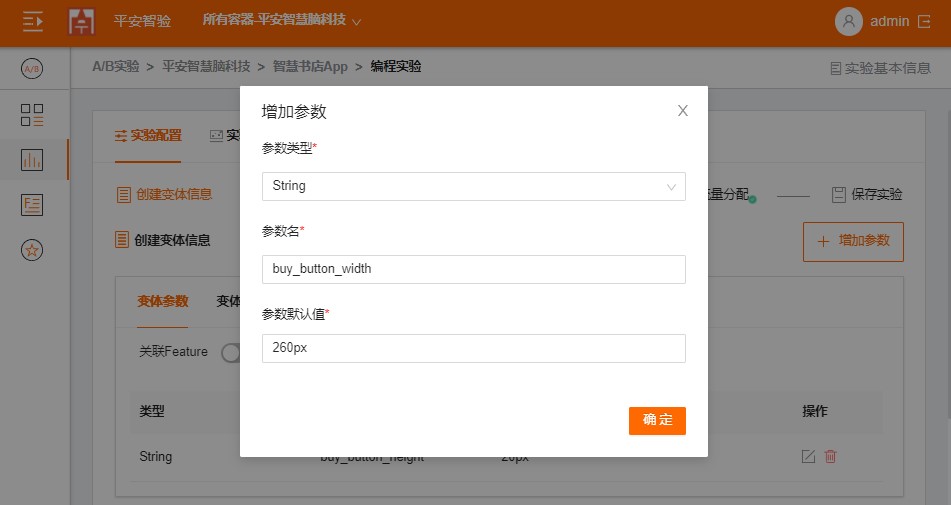 平安智验
所有容器-平安智慧脑科技
admin
A/B
A/B实验 > 平安智慧脑科技 > 智慧书店App > 编程实验
实验基本信息
增加参数
X
参数类型*
String
参数名*
buy_button_width
参数默认值*
260px
确定
实验配置
创建变体信息
流量分配
保存实验
创建变体信息
+ 增加参数
变体参数
变体
关联Feature
类型
操作
String
buy_button_height
20px